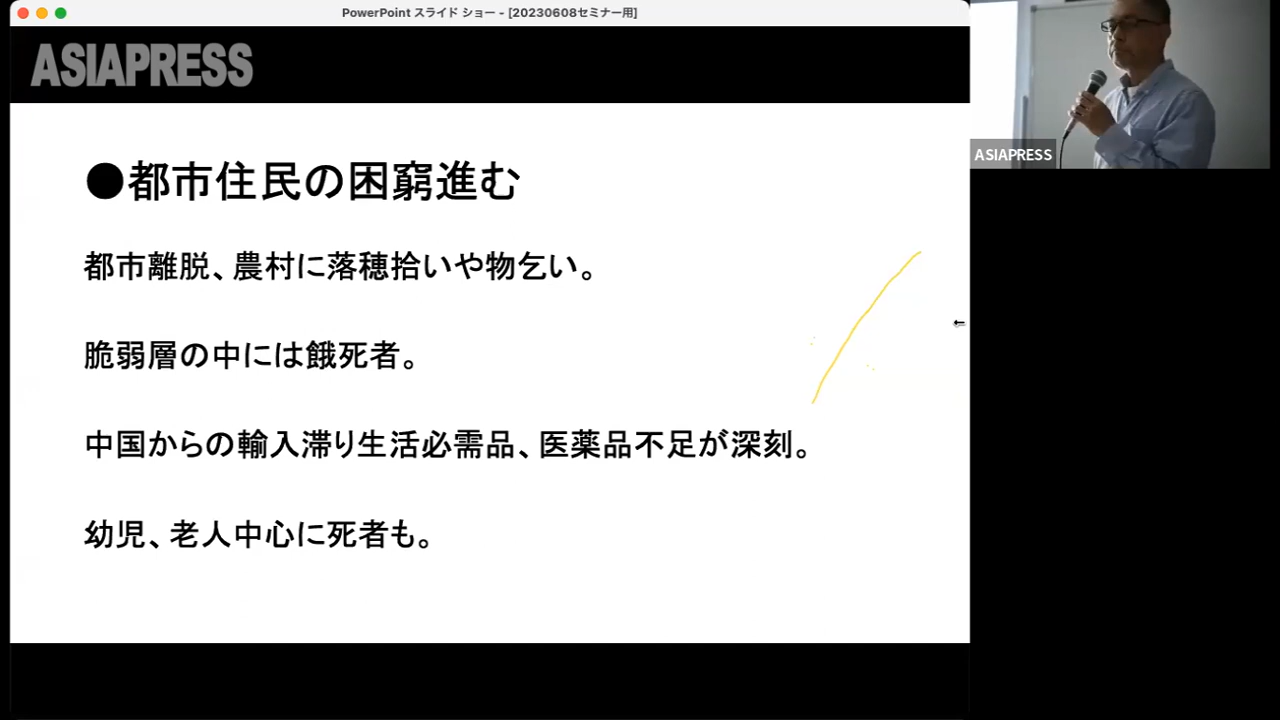 PowerPoint スライド ショー - [20230608セミナー用]
ASIAPRESS
ASIAPRESS
●都市住民の困窮進む
都市離脱、農村に落穂拾いや物乞い。
脆弱層の中には餓死者。
中国からの輸入滞り生活必需品、医薬品不足が深刻。
幼児、老人中心に死者も。